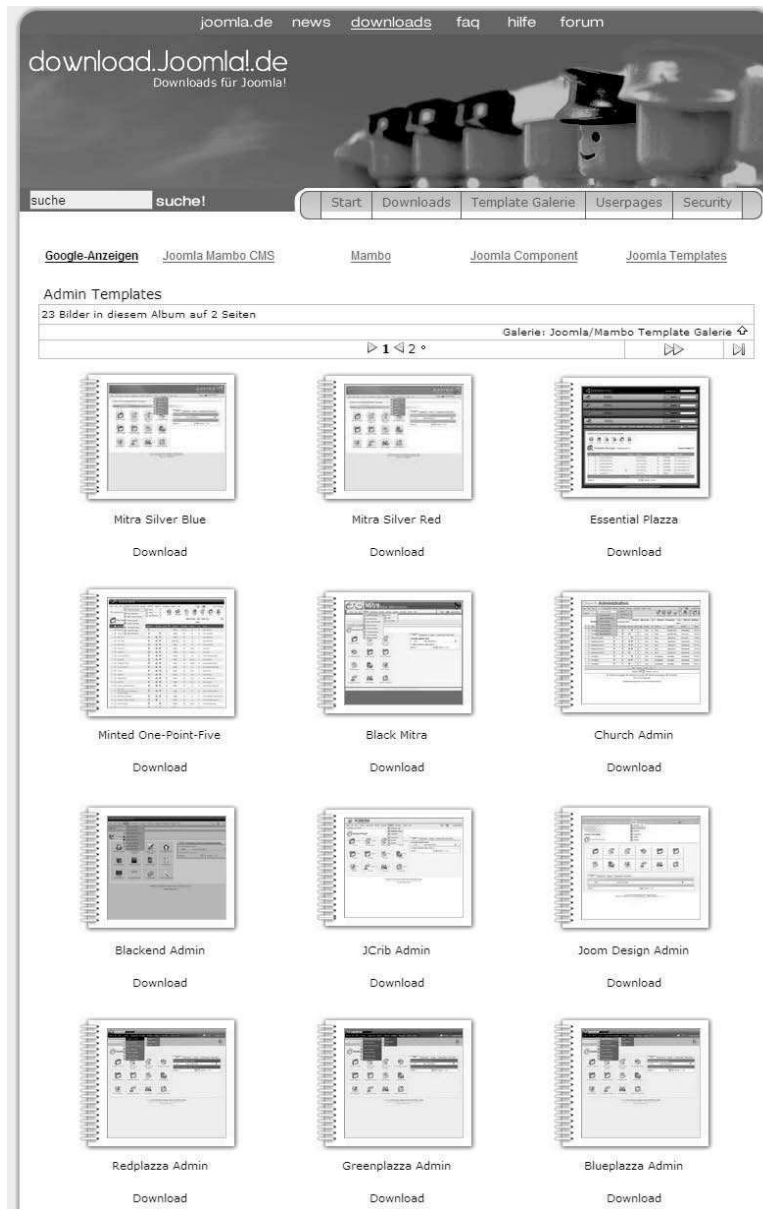 joomla.de news downloads faq hilfe forum
download.Joomla!.de
Downloads für Joomla!
suche suche! Start Downloads Template Galerie Userpages Security
Google-Anzeigen Joomla Mambo CMS Mambo Joomla Component Joomla Templates
Admin Templates
23 Bilder in diesem Album auf 2 Seiten
Galerie: Joomla/Mambo Template Galerie
1 2 °
Mitra Silver Blue Mitra Silver Red Essential Plazza
Download Download Download
Mitra
Minted One-Point-Five Black Mitra Church Admin
Download Download Download
Blackend Admin JCrib Admin Joom Design Admin
Download Download Download
Redplazza Admin Greenplazza Admin Blueplazza Admin
Download Download Download